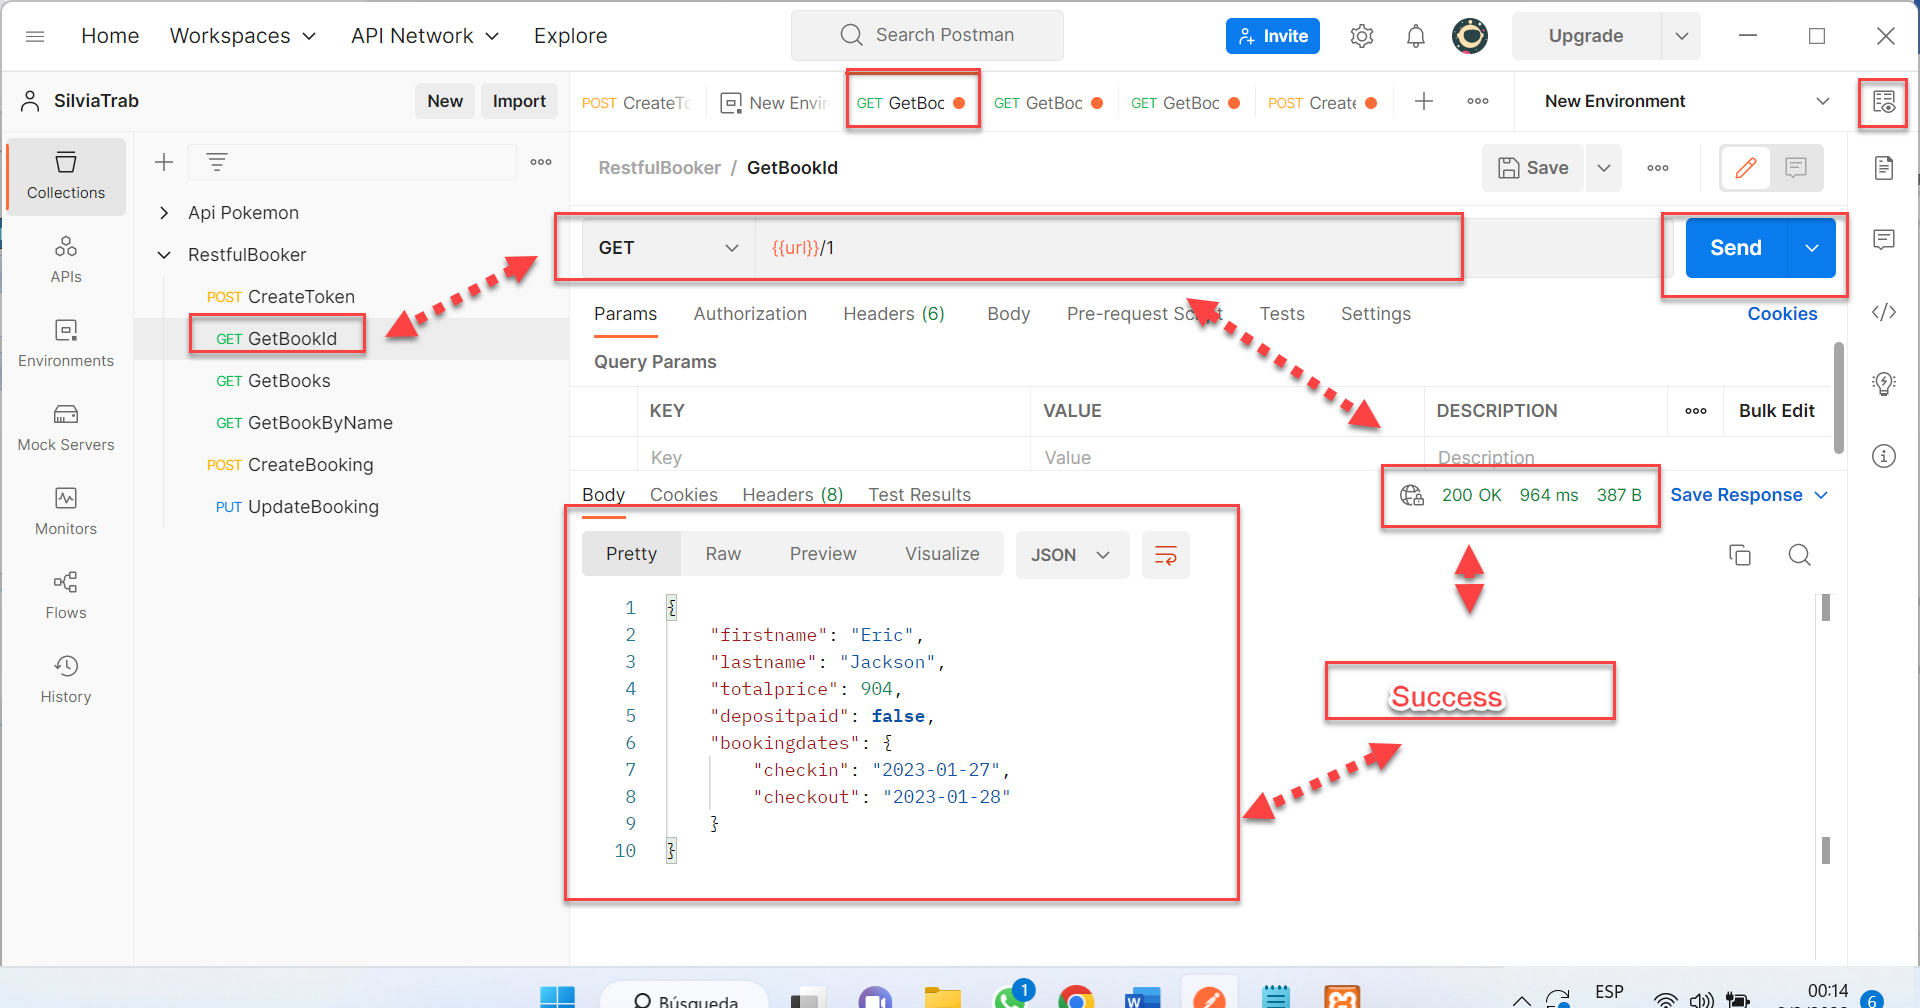 Home Workspaces API Network Explore Search Postman Invite Upgrade
SilviaTrab New Import
POST CreateTo New Envir GET GetBoo GET GetBoo GET GetBoo POST Create New Environment
RestfulBooker / GetBookId Save
Collections
APIs
Environments
Mock Servers
Monitors
Flows
History
Api Pokemon
RestfulBooker
POST CreateToken
GET GetBookId
GET GetBooks
GET GetBookByName
POST CreateBooking
PUT UpdateBooking
GET {{url}}/1 Send
Params Authorization Headers (6) Body Pre-request Script Tests Settings Cookies
Query Params
KEY VALUE DESCRIPTION Bulk Edit
Key Value Description
Body Cookies Headers (8) Test Results 200 OK 964 ms 387 B Save Response
Pretty Raw Preview Visualize JSON
1 {
2 "firstname": "Eric",
3 "lastname": "Jackson",
4 "totalprice": 904,
5 "depositpaid": false,
6 "bookingdates": {
7 "checkin": "2023-01-27",
8 "checkout": "2023-01-28"
9 }
10 }
Success
Búsqueda 1 W ESP 00:14 6